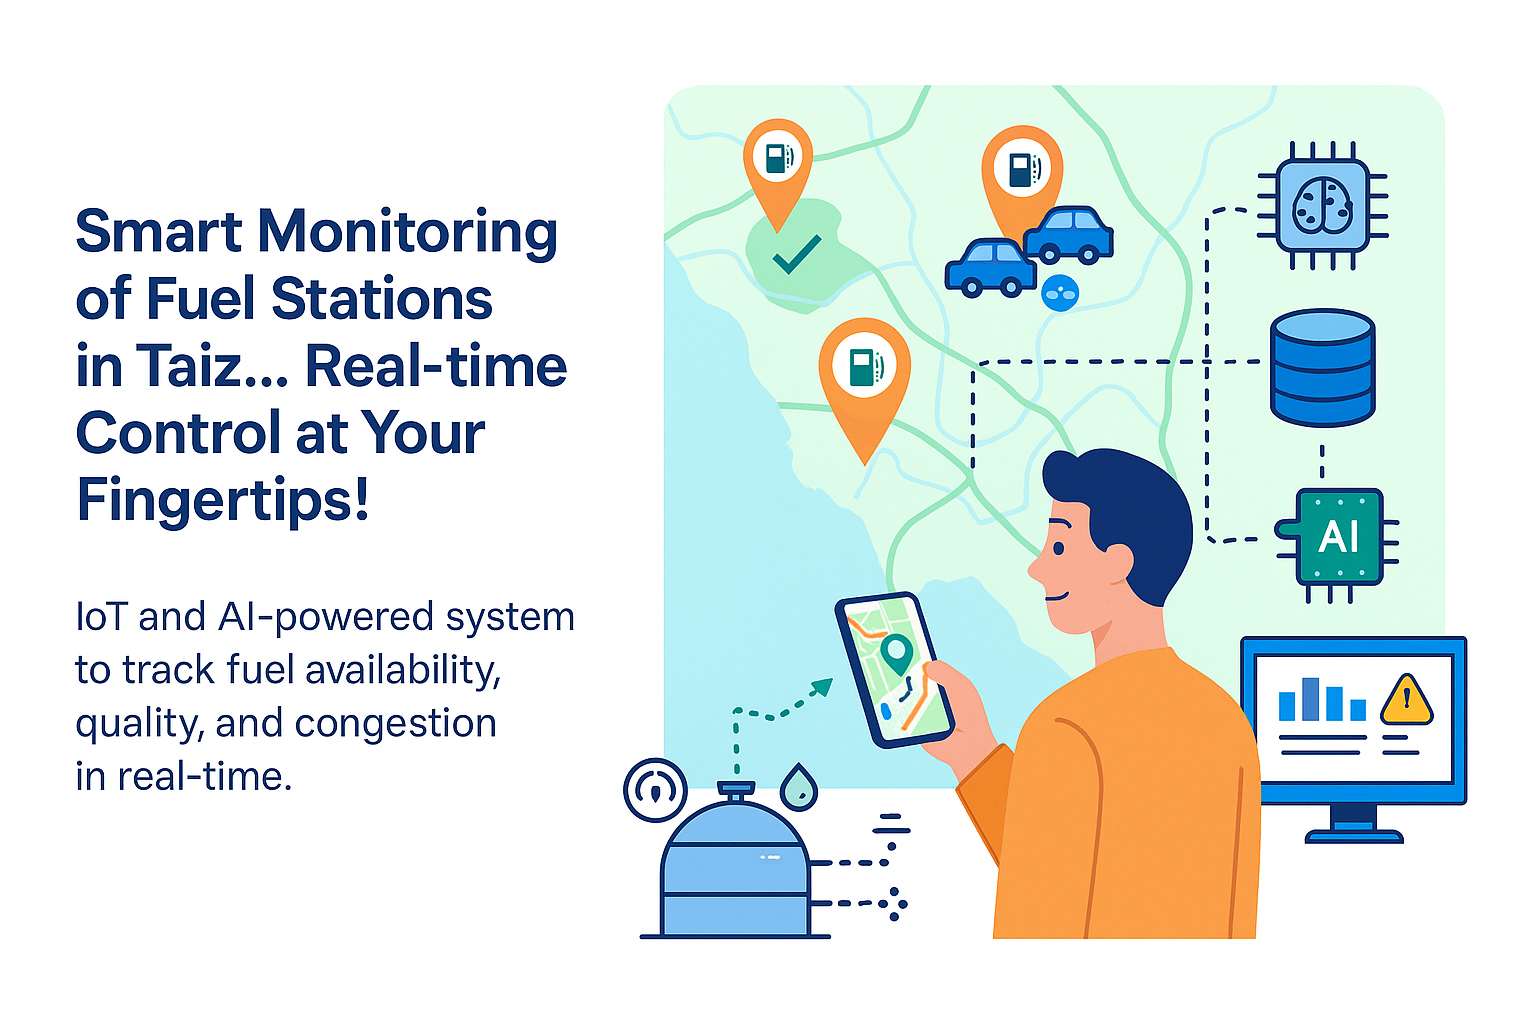 Smart Monitoring
of Fuel Stations
in Taiz... Real-time
Control at Your
Fingertips!
IoT and AI-powered system
to track fuel availability,
quality, and congestion
in real-time.
AI
!